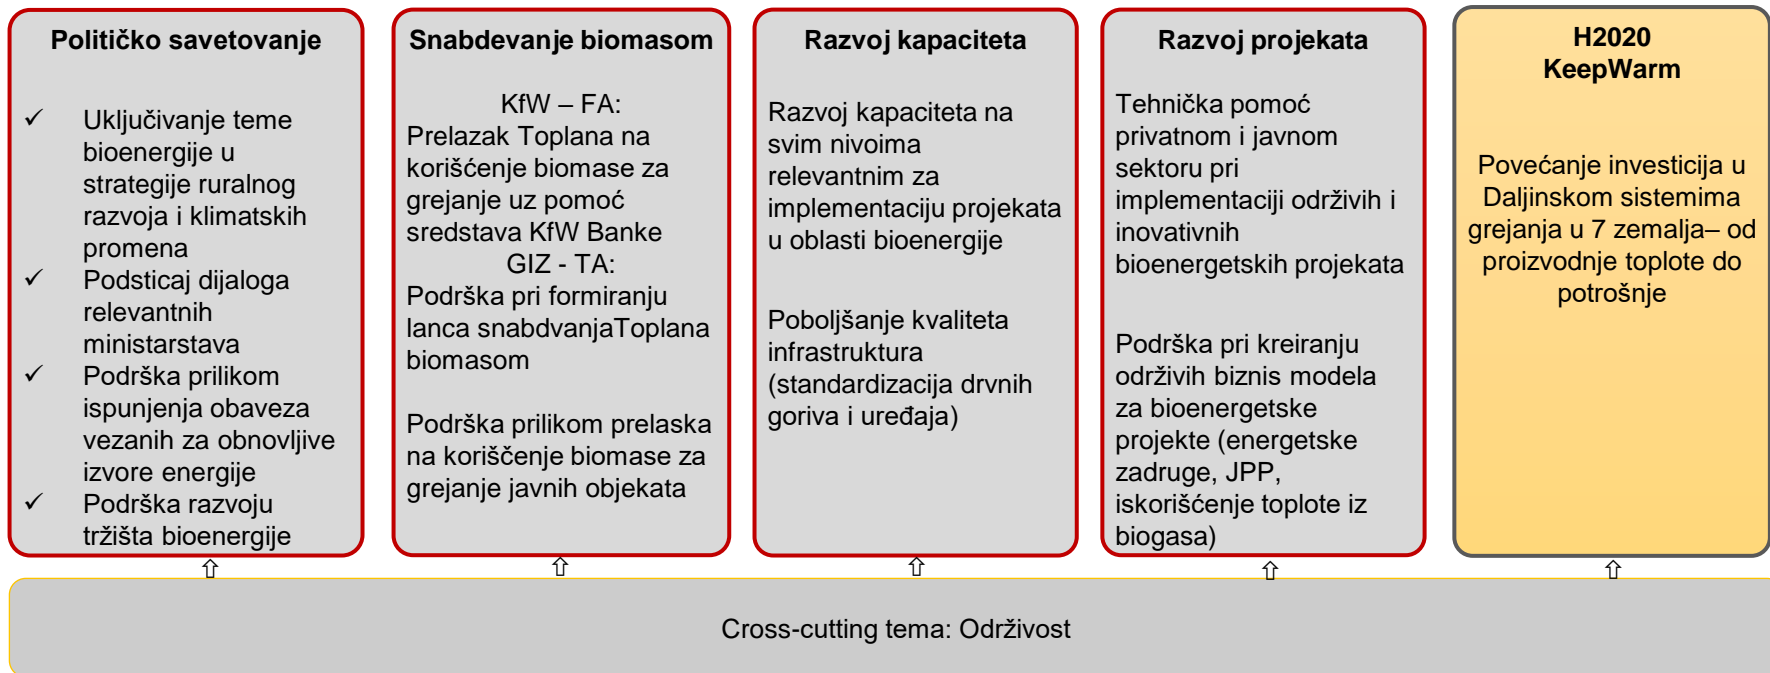 Političko savetovanje
✓ Uključivanje teme
bioenergije u
strategije ruralnog
razvoja i klimatskih
promena
✓ Podsticaj dijaloga
relevantnih
ministarstava
✓ Podrška prilikom
ispunjenja obaveza
vezanih za obnovljive
izvore energije
✓ Podrška razvoju
tržišta bioenergije
Snabdevanje biomasom
KfW – FA:
Prelazak Toplana na
korišćenje biomase za
grejanje uz pomoć
sredstava KfW Banke
GIZ - TA:
Podrška pri formiranju
lanca snabdvanjaToplana
biomasom
Podrška prilikom prelaska
na koriščenje biomase za
grejanje javnih objekata
Razvoj kapaciteta
Razvoj kapaciteta na
svim nivoima
relevantnim za
implementaciju projekata
u oblasti bioenergije
Poboljšanje kvaliteta
infrastruktura
(standardizacija drvnih
goriva i uređaja)
Razvoj projekata
Tehnička pomoć
privatnom i javnom
sektoru pri
implementaciji održivih i
inovativnih
bioenergetskih projekata
Podrška pri kreiranju
održivih biznis modela
za bioenergetske
projekte (energetske
zadruge, JPP,
iskorišćenje toplote iz
biogasa)
H2020
KeepWarm
Povećanje investicija u
Daljinskom sistemima
grejanja u 7 zemalja– od
proizvodnje toplote do
potrošnje
Cross-cutting tema: Održivost